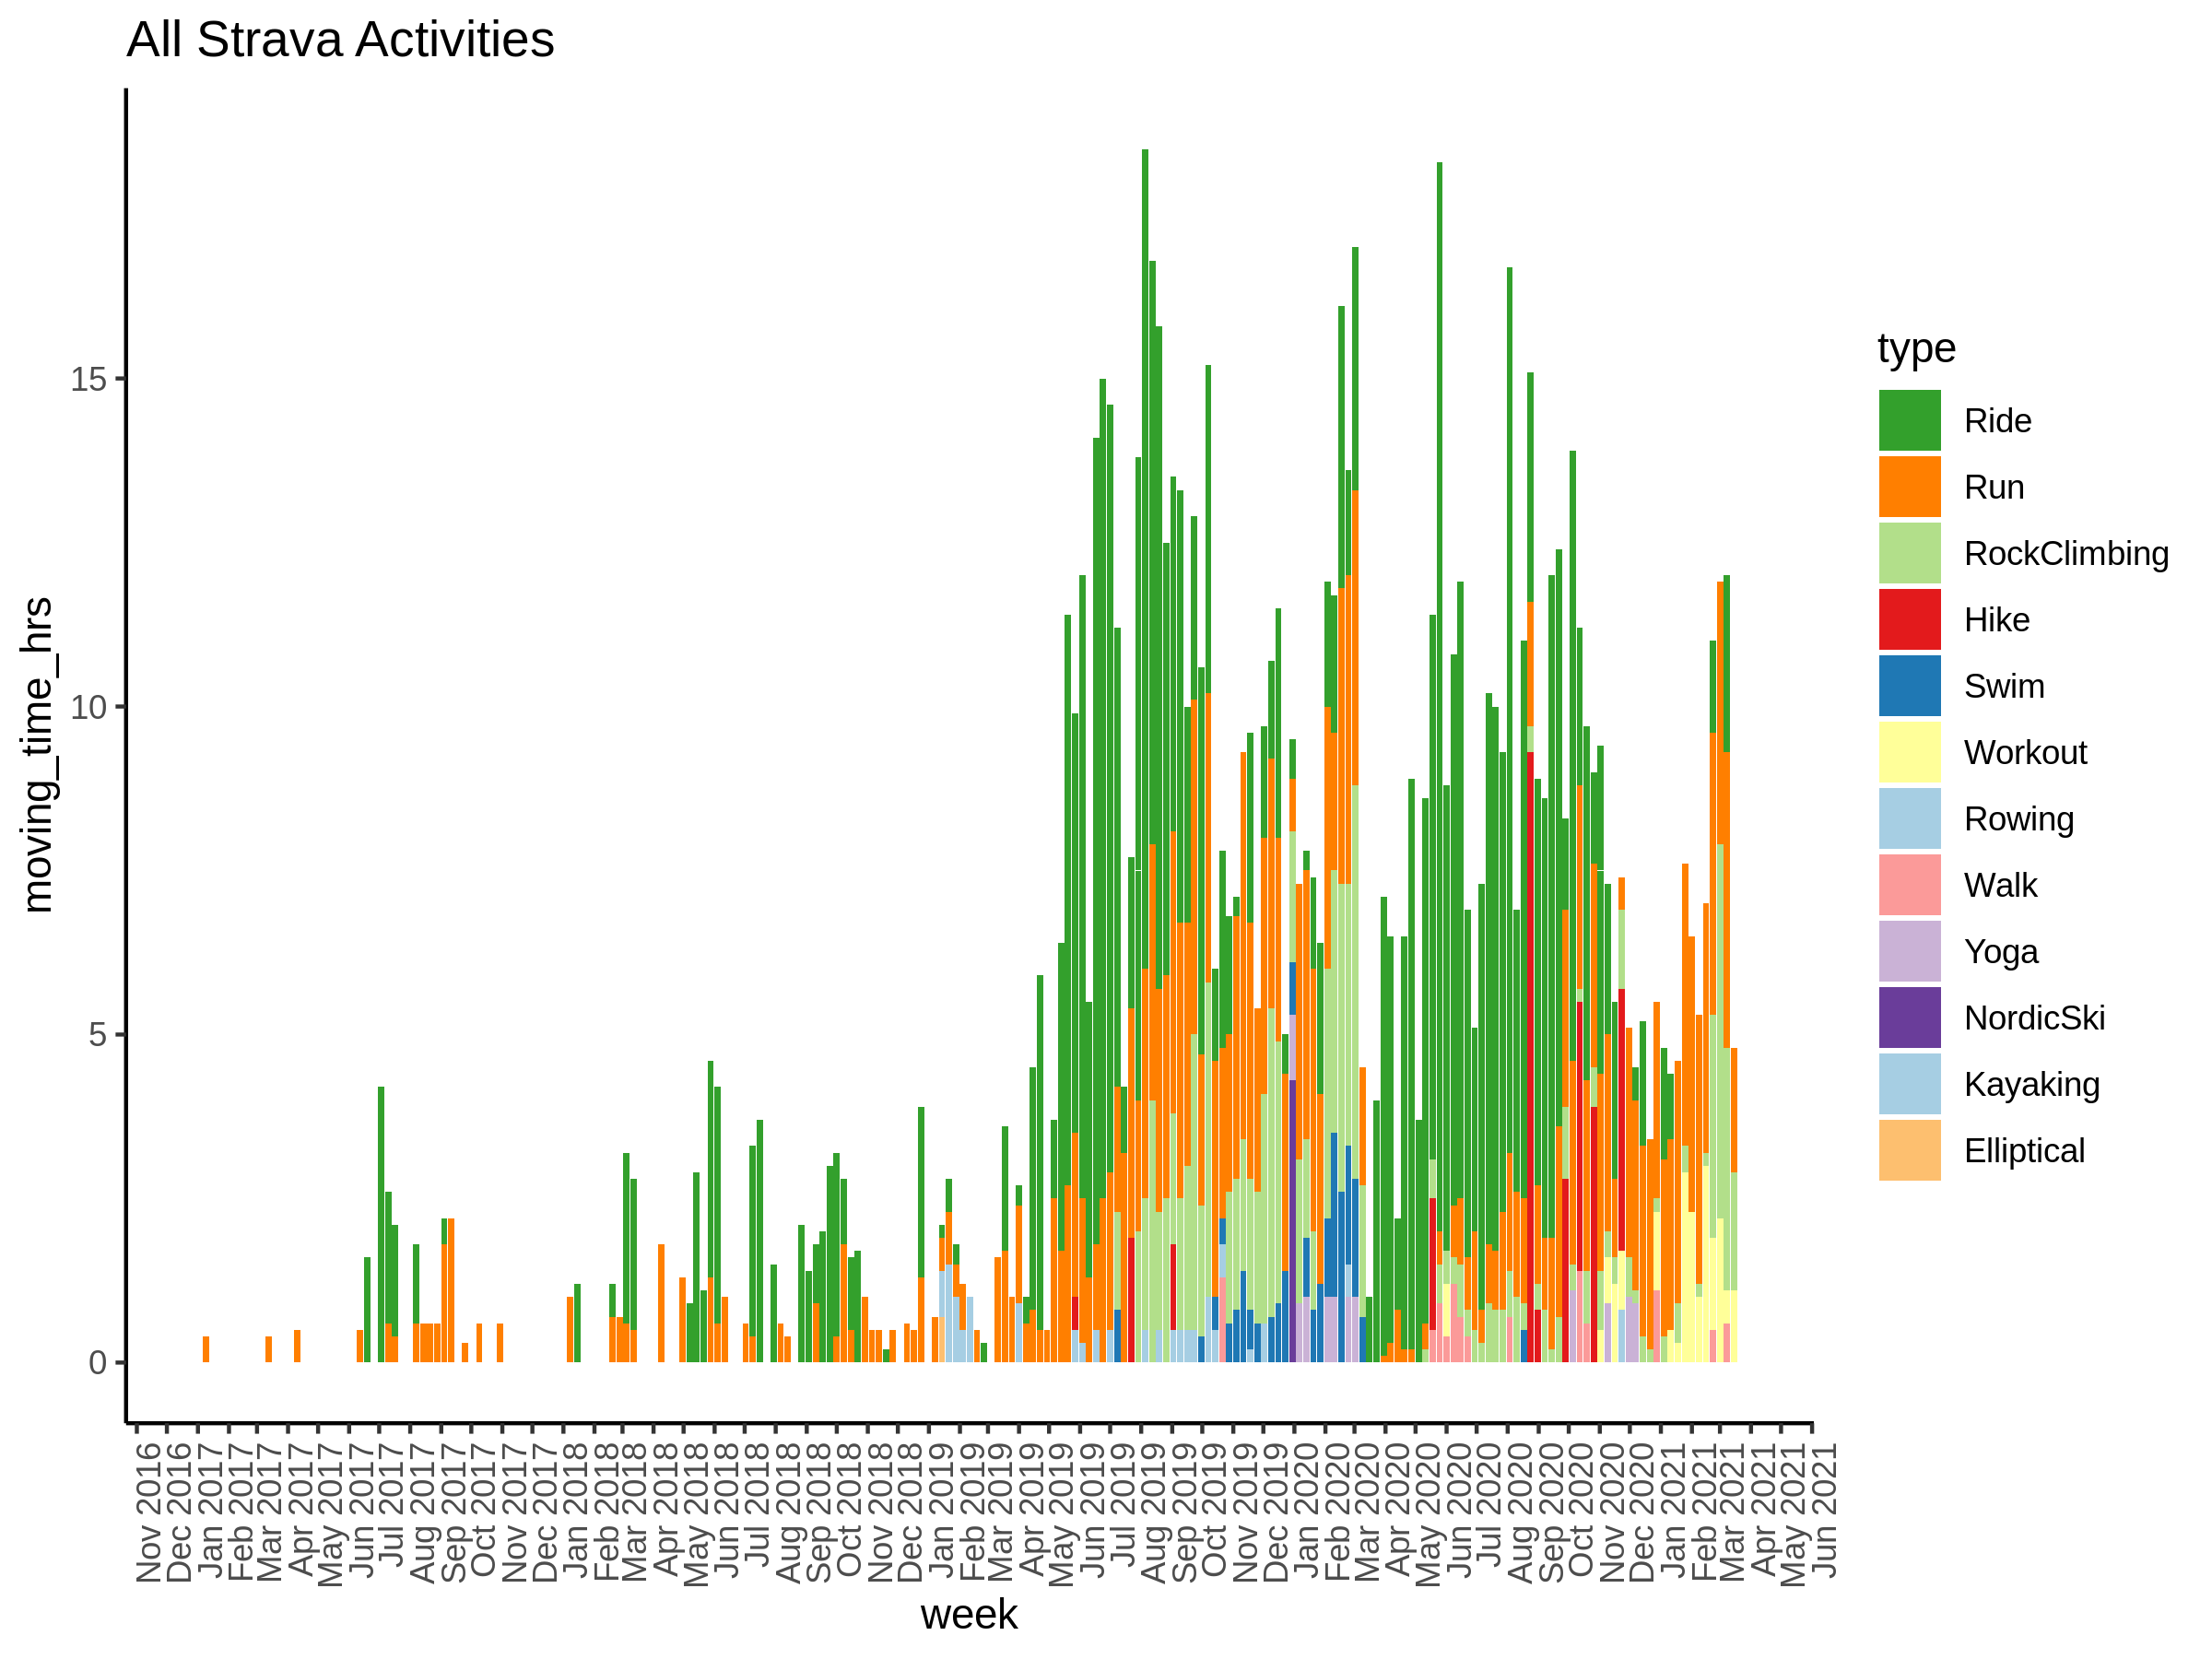 All Strava Activities
moving_time_hrs
15
10
5
0
Nov 2016
Dec 2016
Jan 2017
Feb 2017
Mar 2017
Apr 2017
May 2017
Jun 2017
Jul 2017
Aug 2017
Sep 2017
Oct 2017
Nov 2017
Dec 2017
Jan 2018
Feb 2018
Mar 2018
Apr 2018
May 2018
Jun 2018
Jul 2018
Aug 2018
Sep 2018
Oct 2018
Nov 2018
Dec 2018
Jan 2019
Feb 2019
Mar 2019
Apr 2019
May 2019
Jun 2019
Jul 2019
Aug 2019
Sep 2019
Oct 2019
Nov 2019
Dec 2019
Jan 2020
Feb 2020
Mar 2020
Apr 2020
May 2020
Jun 2020
Jul 2020
Aug 2020
Sep 2020
Oct 2020
Nov 2020
Dec 2020
Jan 2021
Feb 2021
Mar 2021
Apr 2021
May 2021
Jun 2021
week
type
Ride
Run
RockClimbing
Hike
Swim
Workout
Rowing
Walk
Yoga
NordicSki
Kayaking
Elliptical